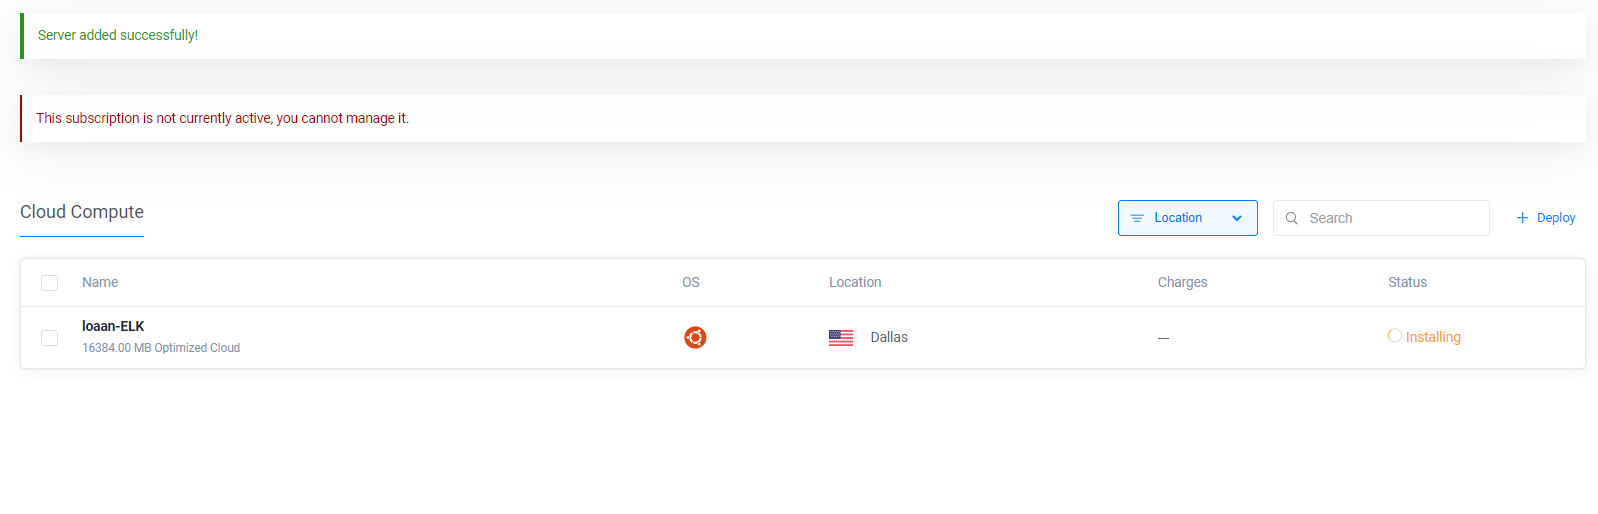 Server added successfully!
This subscription is not currently active, you cannot manage it.
Cloud Compute
Location
Search
+ Deploy
Name OS Location Charges Status
loaan-ELK
16384.00 MB Optimized Cloud
Dallas
---
Installing